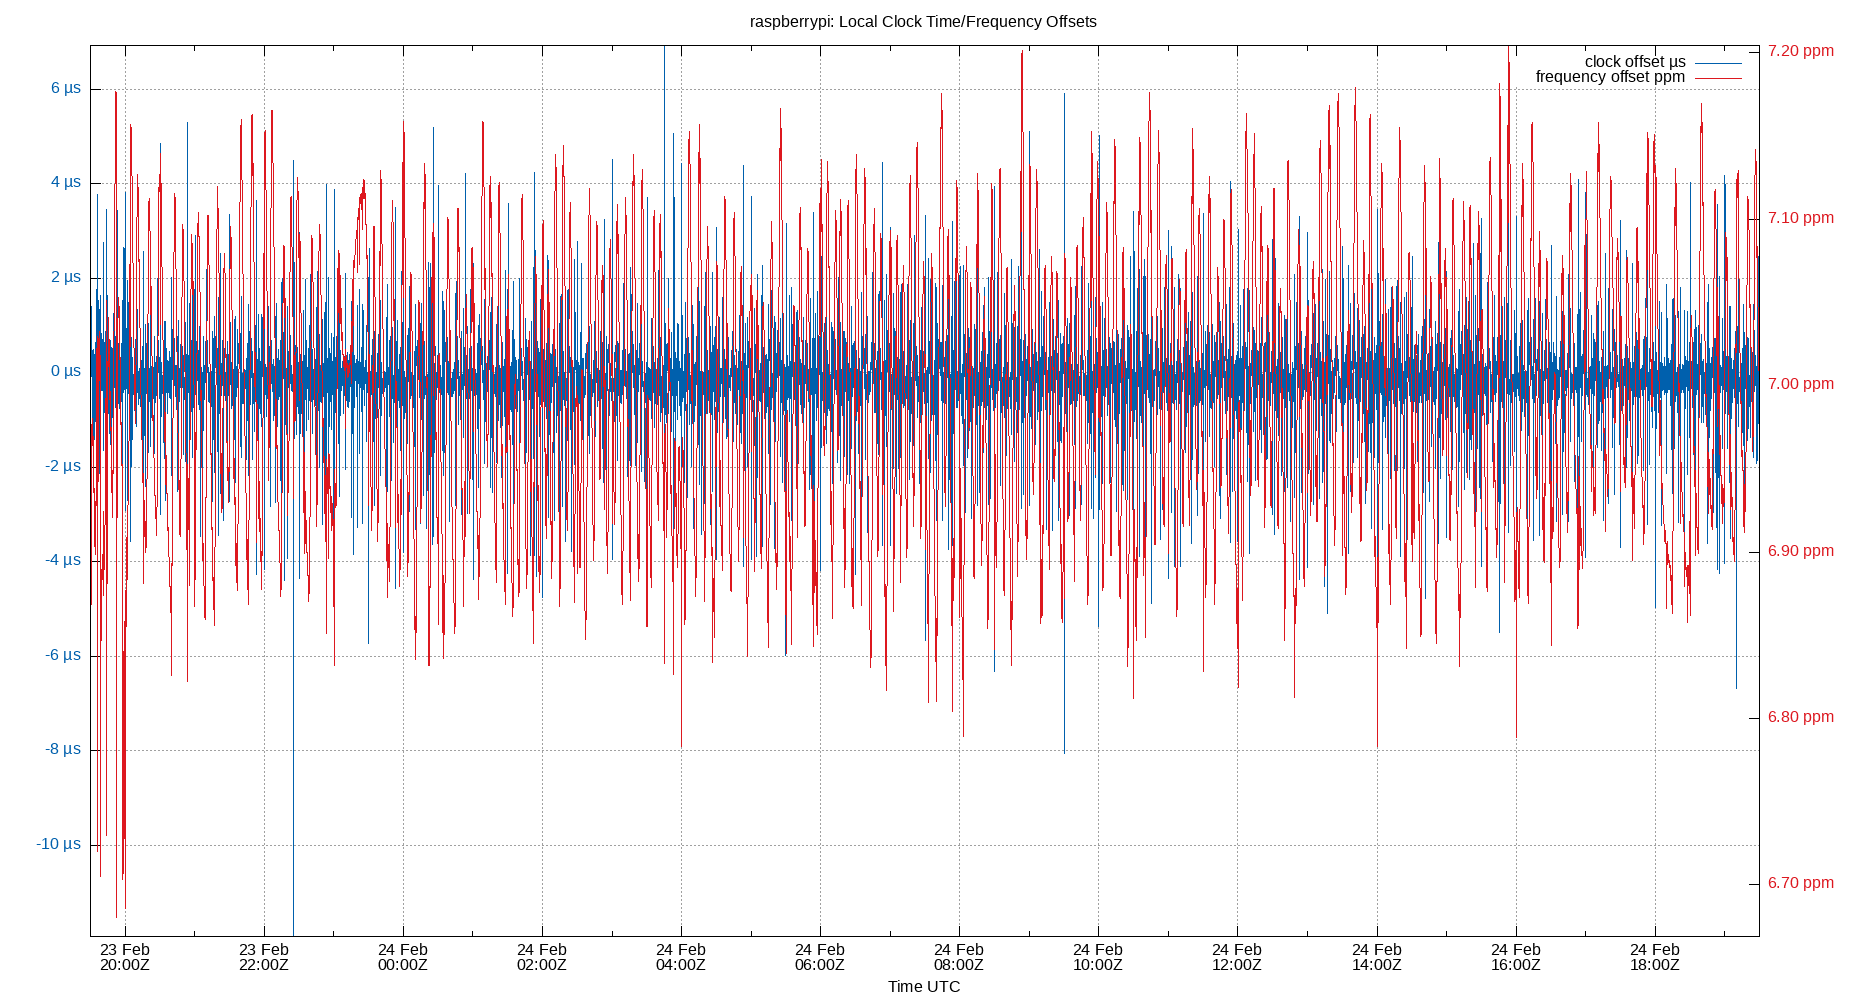 raspberrypi: Local Clock Time/Frequency Offsets
clock offset µs
frequency offset ppm
6 µs
4 µs
2 µs
0 µs
-2 µs
-4 µs
-6 µs
-8 µs
-10 µs
7.20 ppm
7.10 ppm
7.00 ppm
6.90 ppm
6.80 ppm
6.70 ppm
23 Feb
20:00Z
23 Feb
22:00Z
24 Feb
00:00Z
24 Feb
02:00Z
24 Feb
04:00Z
24 Feb
06:00Z
24 Feb
08:00Z
24 Feb
10:00Z
24 Feb
12:00Z
24 Feb
14:00Z
24 Feb
16:00Z
24 Feb
18:00Z
Time UTC